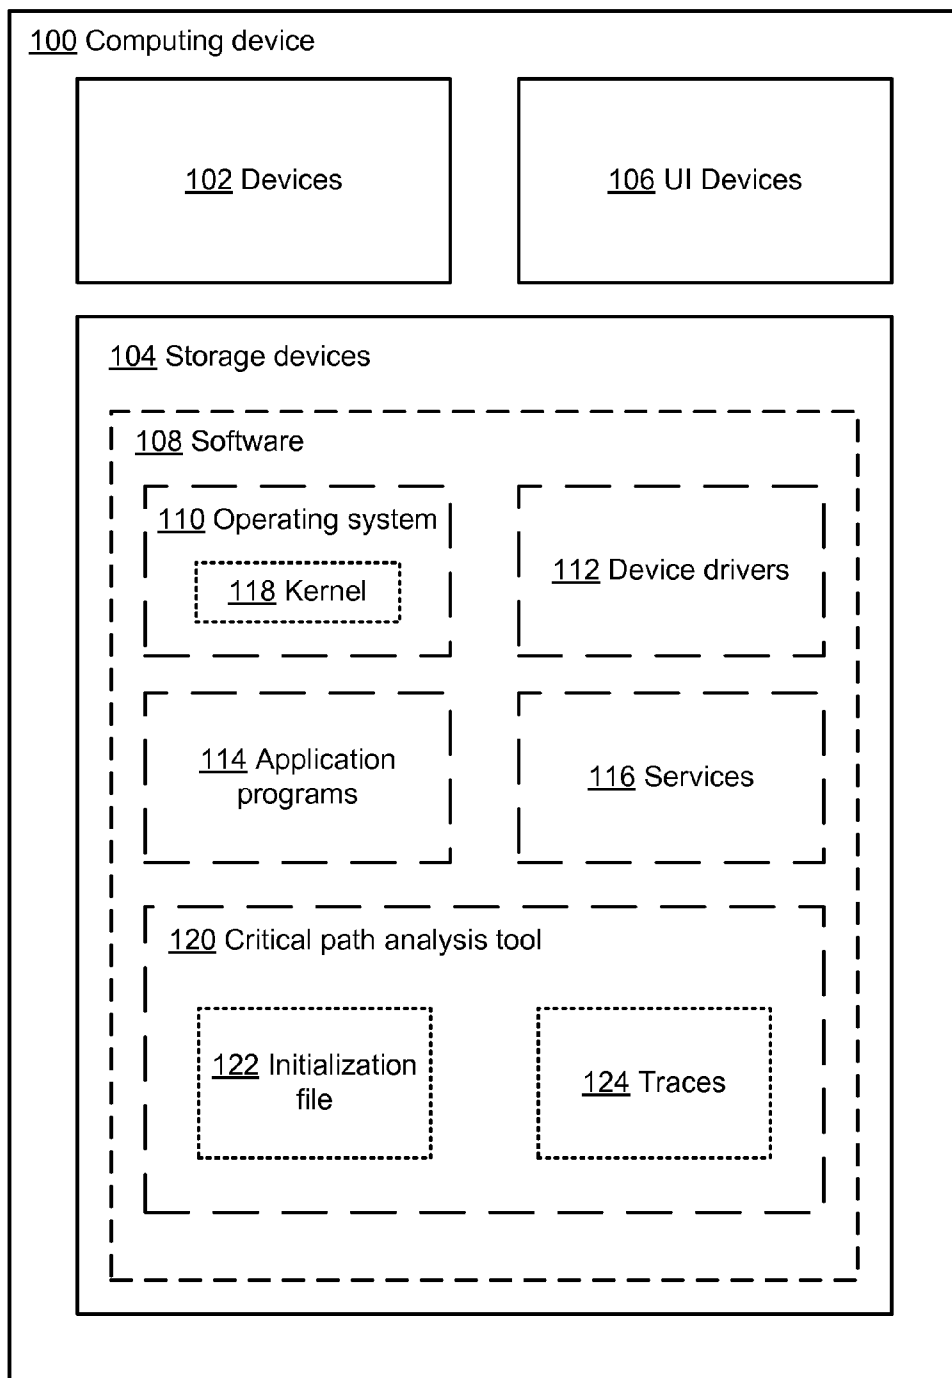 100 Computing device
102 Devices
106 UI Devices
104 Storage devices
108 Software
110 Operating system
118 Kernel
112 Device drivers
114 Application
programs
116 Services
120 Critical path analysis tool
122 Initialization
file
124 Traces